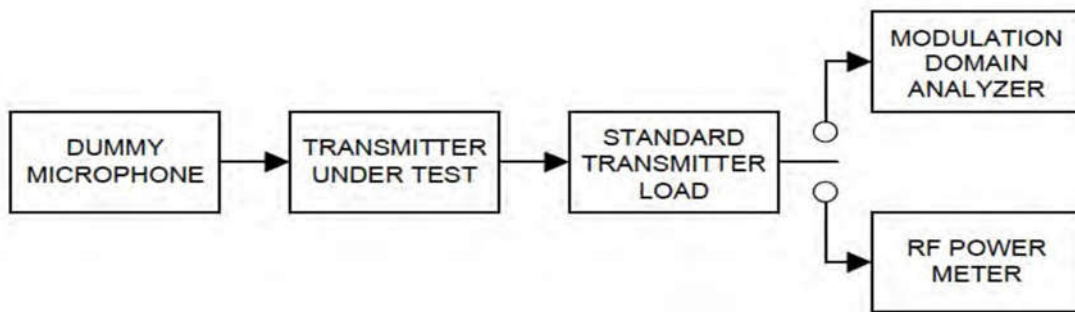 MODULATION
DOMAIN
ANALYZER
DUMMY
MICROPHONE
TRANSMITTER
UNDER TEST
STANDARD
TRANSMITTER
LOAD
RF POWER
METER